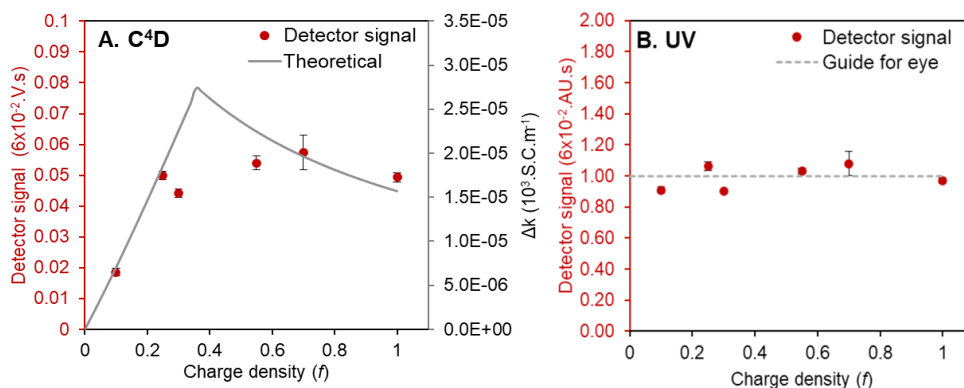 A. C⁴D
Detector signal
Theoretical
Detector signal (6x10⁻².V.s)
0.1
0.09
0.08
0.07
0.06
0.05
0.04
0.03
0.02
0.01
0
3.5E-05
3.0E-05
2.5E-05
2.0E-05
1.5E-05
1.0E-05
5.0E-06
0.0E+00
Δk (10³.S.C.m⁻¹)
0 0.2 0.4 0.6 0.8 1
Charge density (f)
B. UV
Detector signal
Guide for eye
Detector signal (6x10⁻².AU.s)
2.00
1.80
1.60
1.40
1.20
1.00
0.80
0.60
0.40
0.20
0.00
0 0.2 0.4 0.6 0.8 1
Charge density (f)